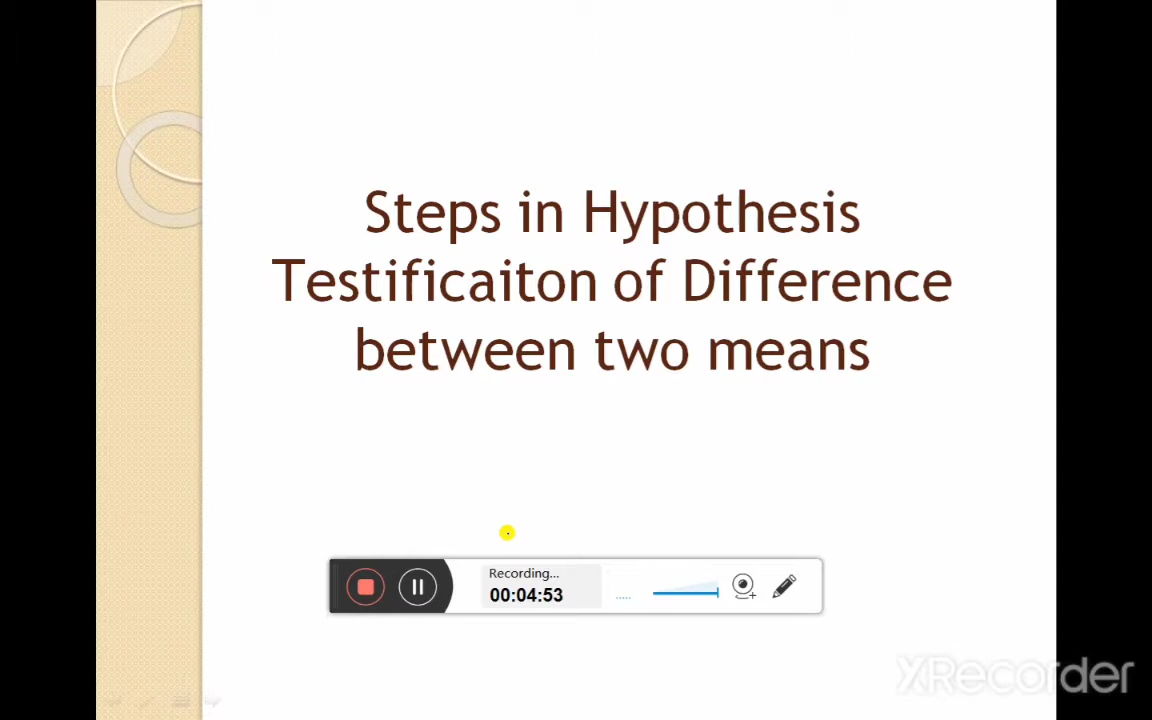 Steps in Hypothesis
Testificaiton of Difference
between two means
Recording...
00:04:53
XRecorder